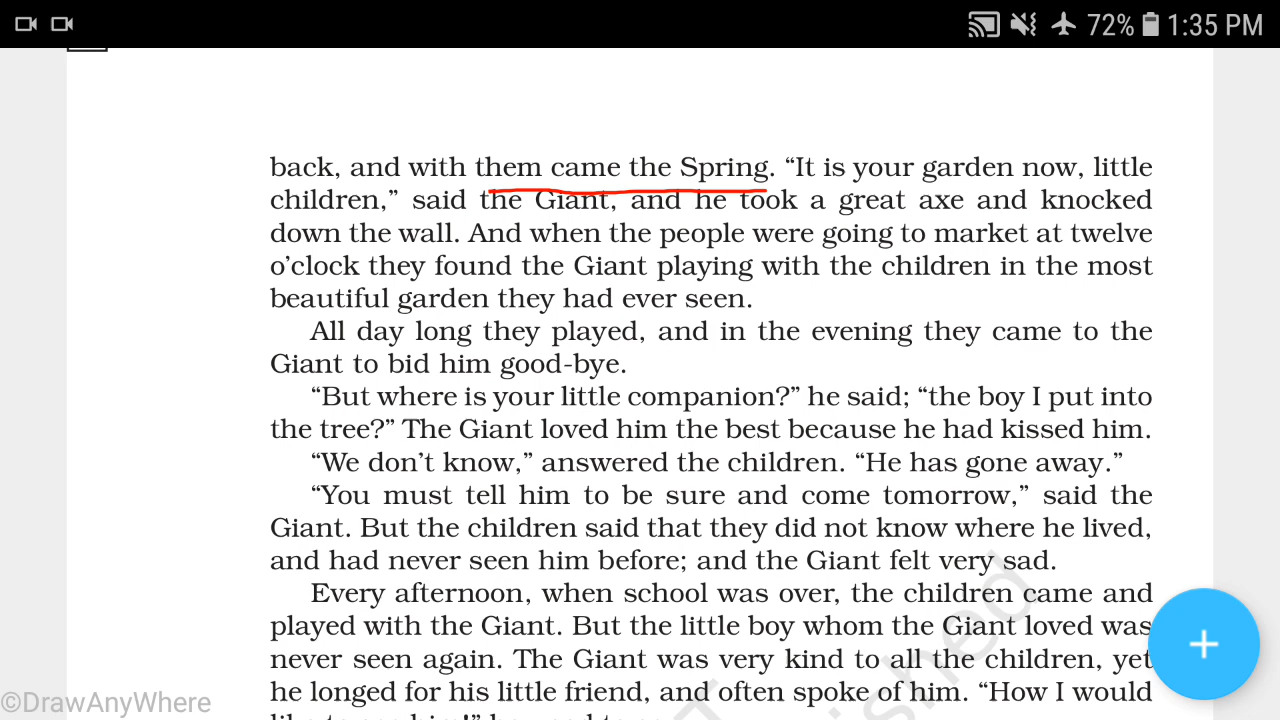 72% 1:35 PM
back, and with them came the Spring. “It is your garden now, little
children,” said the Giant, and he took a great axe and knocked
down the wall. And when the people were going to market at twelve
o’clock they found the Giant playing with the children in the most
beautiful garden they had ever seen.
All day long they played, and in the evening they came to the
Giant to bid him good-bye.
“But where is your little companion?” he said; “the boy I put into
the tree?” The Giant loved him the best because he had kissed him.
“We don’t know,” answered the children. “He has gone away.”
“You must tell him to be sure and come tomorrow,” said the
Giant. But the children said that they did not know where he lived,
and had never seen him before; and the Giant felt very sad.
Every afternoon, when school was over, the children came and
played with the Giant. But the little boy whom the Giant loved was
never seen again. The Giant was very kind to all the children, yet
he longed for his little friend, and often spoke of him. “How I would
©DrawAnyWhere